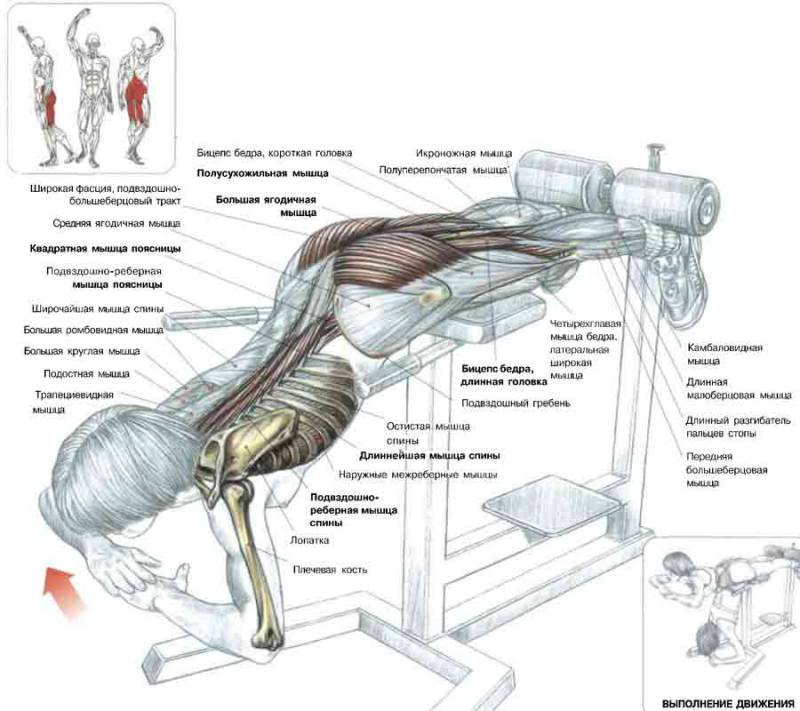 Бицепс бедра, короткая головка
Полусухожильная мышца
Большая ягодичная
мышца
Широкая фасция, подвздошно-
большеберцовый тракт
Средняя ягодичная мышца
Квадратная мышца поясницы
Подвздошно-реберная
мышца поясницы
Широчайшая мышца спины
Большая ромбовидная мышца
Большая круглая мышца
Подостная мышца
Трапециевидная
мышца
Икроножная мышца
Полуперепончатая мышца
Четырехглавая
мышца бедра,
латеральная
широкая
мышца
Бицепс бедра,
длинная головка
Подвздошный гребень
Камбаловидная
мышца
Длинная
малоберцовая мышца
Длинный разгибатель
пальцев стопы
Передняя
большеберцовая
мышца
Остистая мышца
спины
Длиннейшая мышца спины
Наружные межреберные мышцы
Подвздошно-
реберная мышца
спины
Лопатка
Плечевая кость
ВЫПОЛНЕНИЕ ДВИЖЕНИЯ